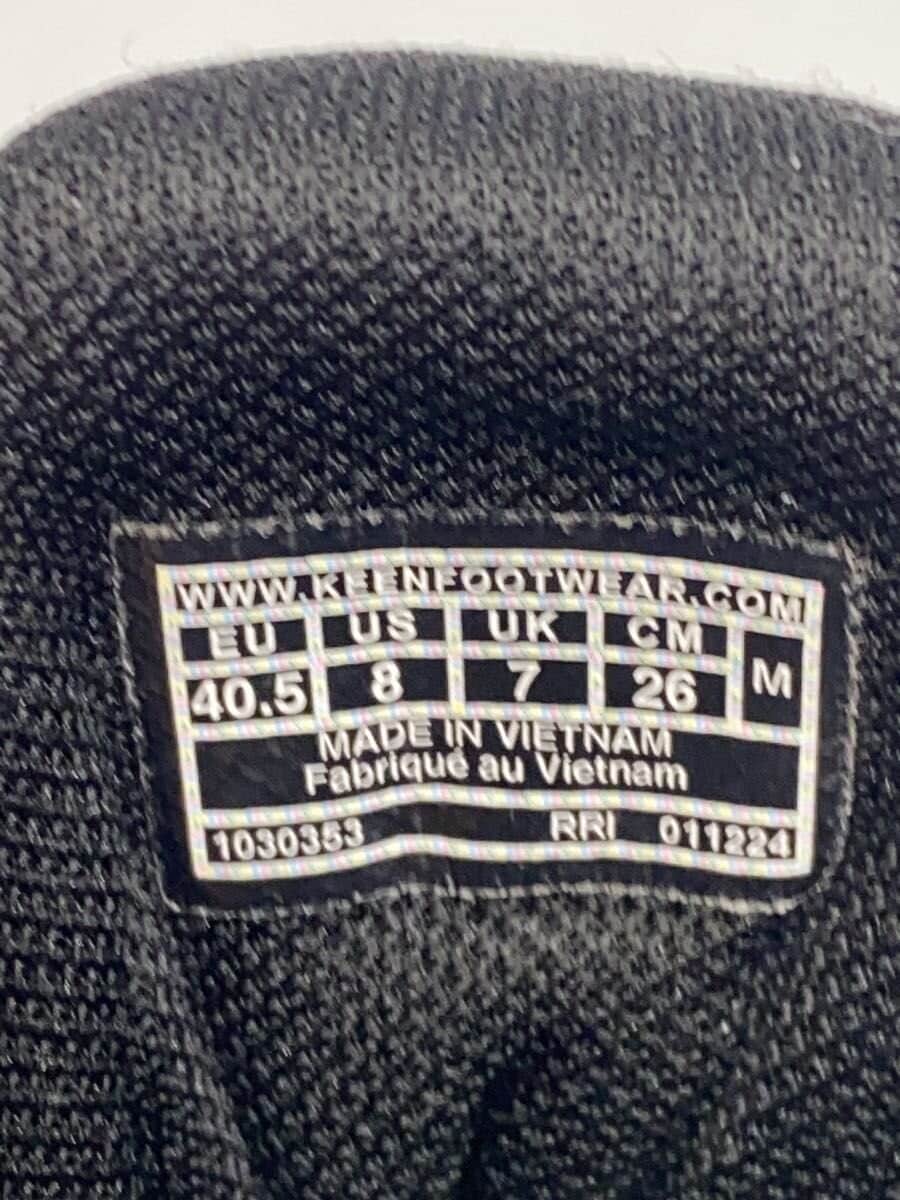 WWW.KEENFOOTWEAR.COM
EU US UK CM M
40.5 8 7 26
MADE IN VIETNAM
Fabriqué au Vietnam
1030353 RRI 011224